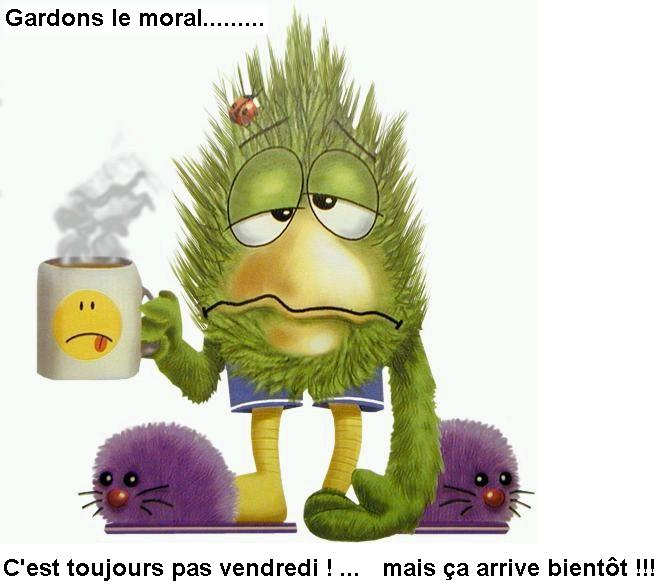 Gardons le moral.........
C'est toujours pas vendredi ! ... mais ça arrive bientôt !!!